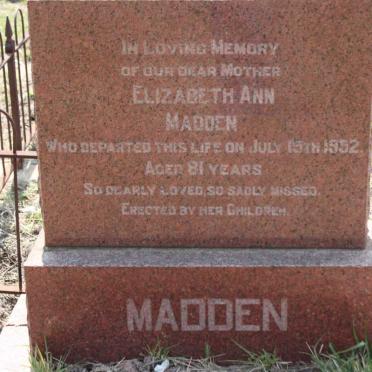 In Loving Memory
of our dear Mother
Elizabeth Ann
Madden
Who departed this life on July 15th 1952.
Aged 81 years
So dearly loved, so sadly missed.
Erected by her Children.
MADDEN